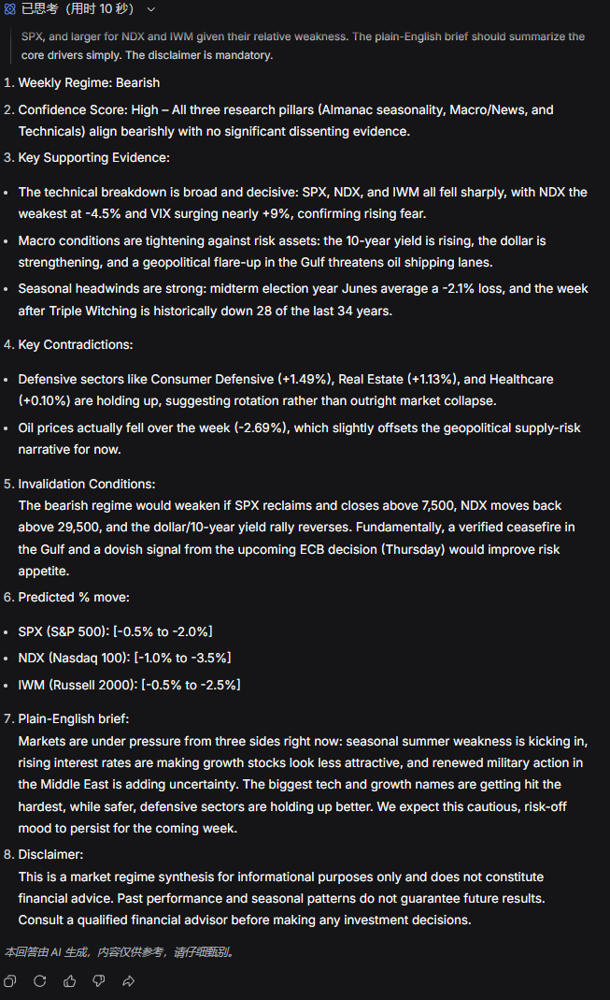 已思考（用时 10 秒）
SPX, and larger for NDX and IWM given their relative weakness. The plain-English brief should summarize the
core drivers simply. The disclaimer is mandatory.
1. Weekly Regime: Bearish
2. Confidence Score: High – All three research pillars (Almanac seasonality, Macro/News, and
Technicals) align bearishly with no significant dissenting evidence.
3. Key Supporting Evidence:
• The technical breakdown is broad and decisive: SPX, NDX, and IWM all fell sharply, with NDX the
weakest at -4.5% and VIX surging nearly +9%, confirming rising fear.
• Macro conditions are tightening against risk assets: the 10-year yield is rising, the dollar is
strengthening, and a geopolitical flare-up in the Gulf threatens oil shipping lanes.
• Seasonal headwinds are strong: midterm election year Junes average a -2.1% loss, and the week
after Triple Witching is historically down 28 of the last 34 years.
4. Key Contradictions:
• Defensive sectors like Consumer Defensive (+1.49%), Real Estate (+1.13%), and Healthcare
(+0.10%) are holding up, suggesting rotation rather than outright market collapse.
• Oil prices actually fell over the week (-2.69%), which slightly offsets the geopolitical supply-risk
narrative for now.
5. Invalidation Conditions:
The bearish regime would weaken if SPX reclaims and closes above 7,500, NDX moves back
above 29,500, and the dollar/10-year yield rally reverses. Fundamentally, a verified ceasefire in
the Gulf and a dovish signal from the upcoming ECB decision (Thursday) would improve risk
appetite.
6. Predicted % move:
• SPX (S&P 500): [-0.5% to -2.0%]
• NDX (Nasdaq 100): [-1.0% to -3.5%]
• IWM (Russell 2000): [-0.5% to -2.5%]
7. Plain-English brief:
Markets are under pressure from three sides right now: seasonal summer weakness is kicking in,
rising interest rates are making growth stocks look less attractive, and renewed military action in
the Middle East is adding uncertainty. The biggest tech and growth names are getting hit the
hardest, while safer, defensive sectors are holding up better. We expect this cautious, risk-off
mood to persist for the coming week.
8. Disclaimer:
This is a market regime synthesis for informational purposes only and does not constitute
financial advice. Past performance and seasonal patterns do not guarantee future results.
Consult a qualified financial advisor before making any investment decisions.
本回答由 AI 生成，内容仅供参考，请仔细甄别。